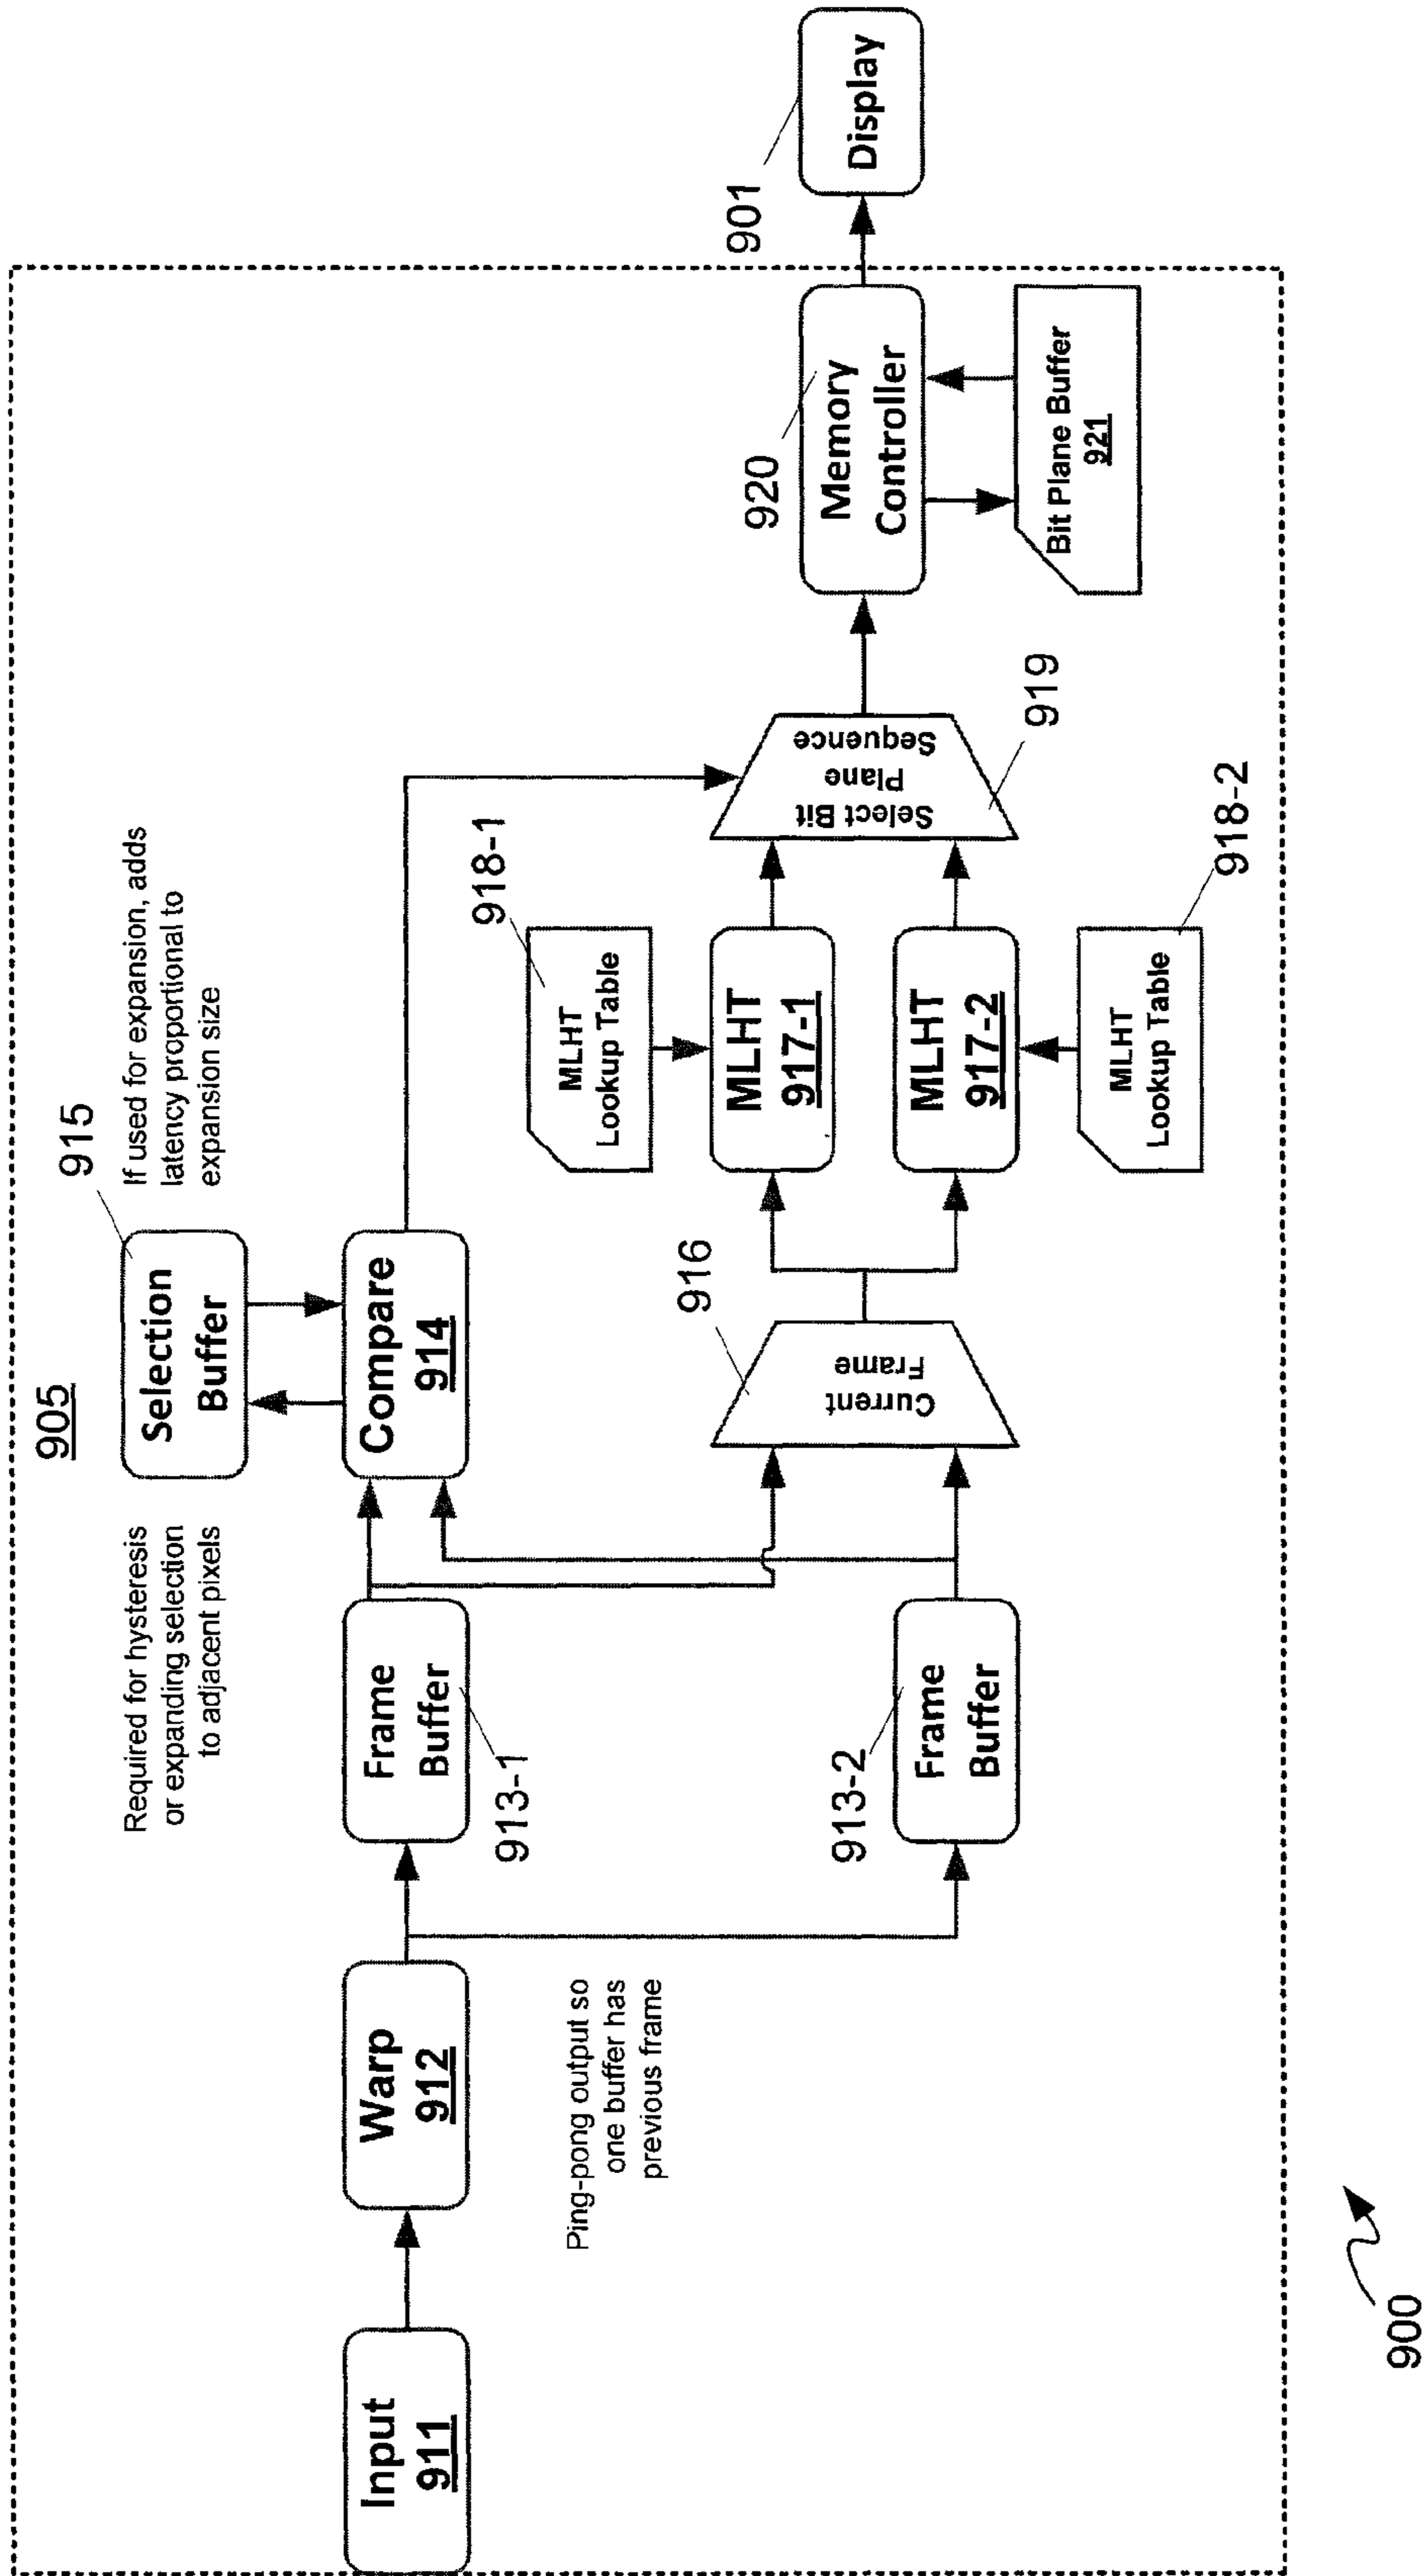 905
915
Required for hysteresis
or expanding selection
to adjacent pixels
Selection
Buffer
If used for expansion, adds
latency proportional to
expansion size
Input
911
Warp
912
Ping-pong output so
one buffer has
previous frame
Frame
Buffer
913-1
Frame
Buffer
913-2
Compare
914
Current
Frame
916
MLHT
Lookup Table
918-1
MLHT
917-1
MLHT
917-2
MLHT
Lookup Table
918-2
Select Bit
Plane
Sequence
919
Memory
Controller
920
Bit Plane Buffer
921
Display
901
900